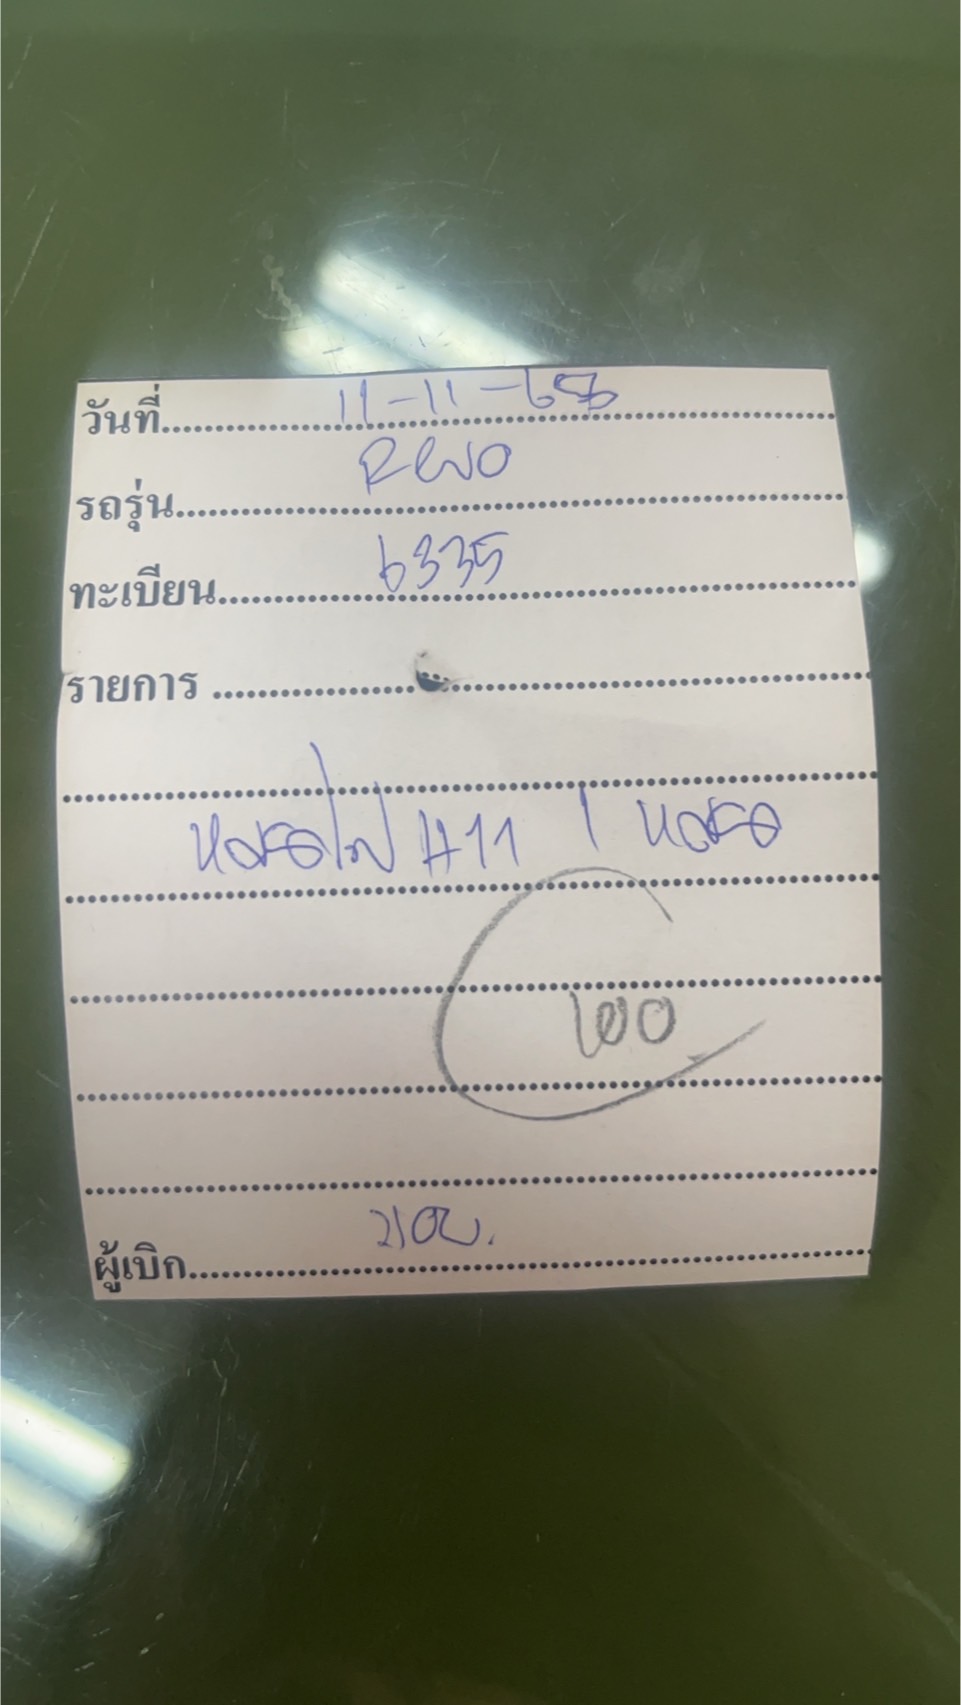 วันที่ 11-11-68
รถรุ่น Revo
ทะเบียน 6335
รายการ
หลอดไฟ H11 1 หลอด
100
ผู้เบิก